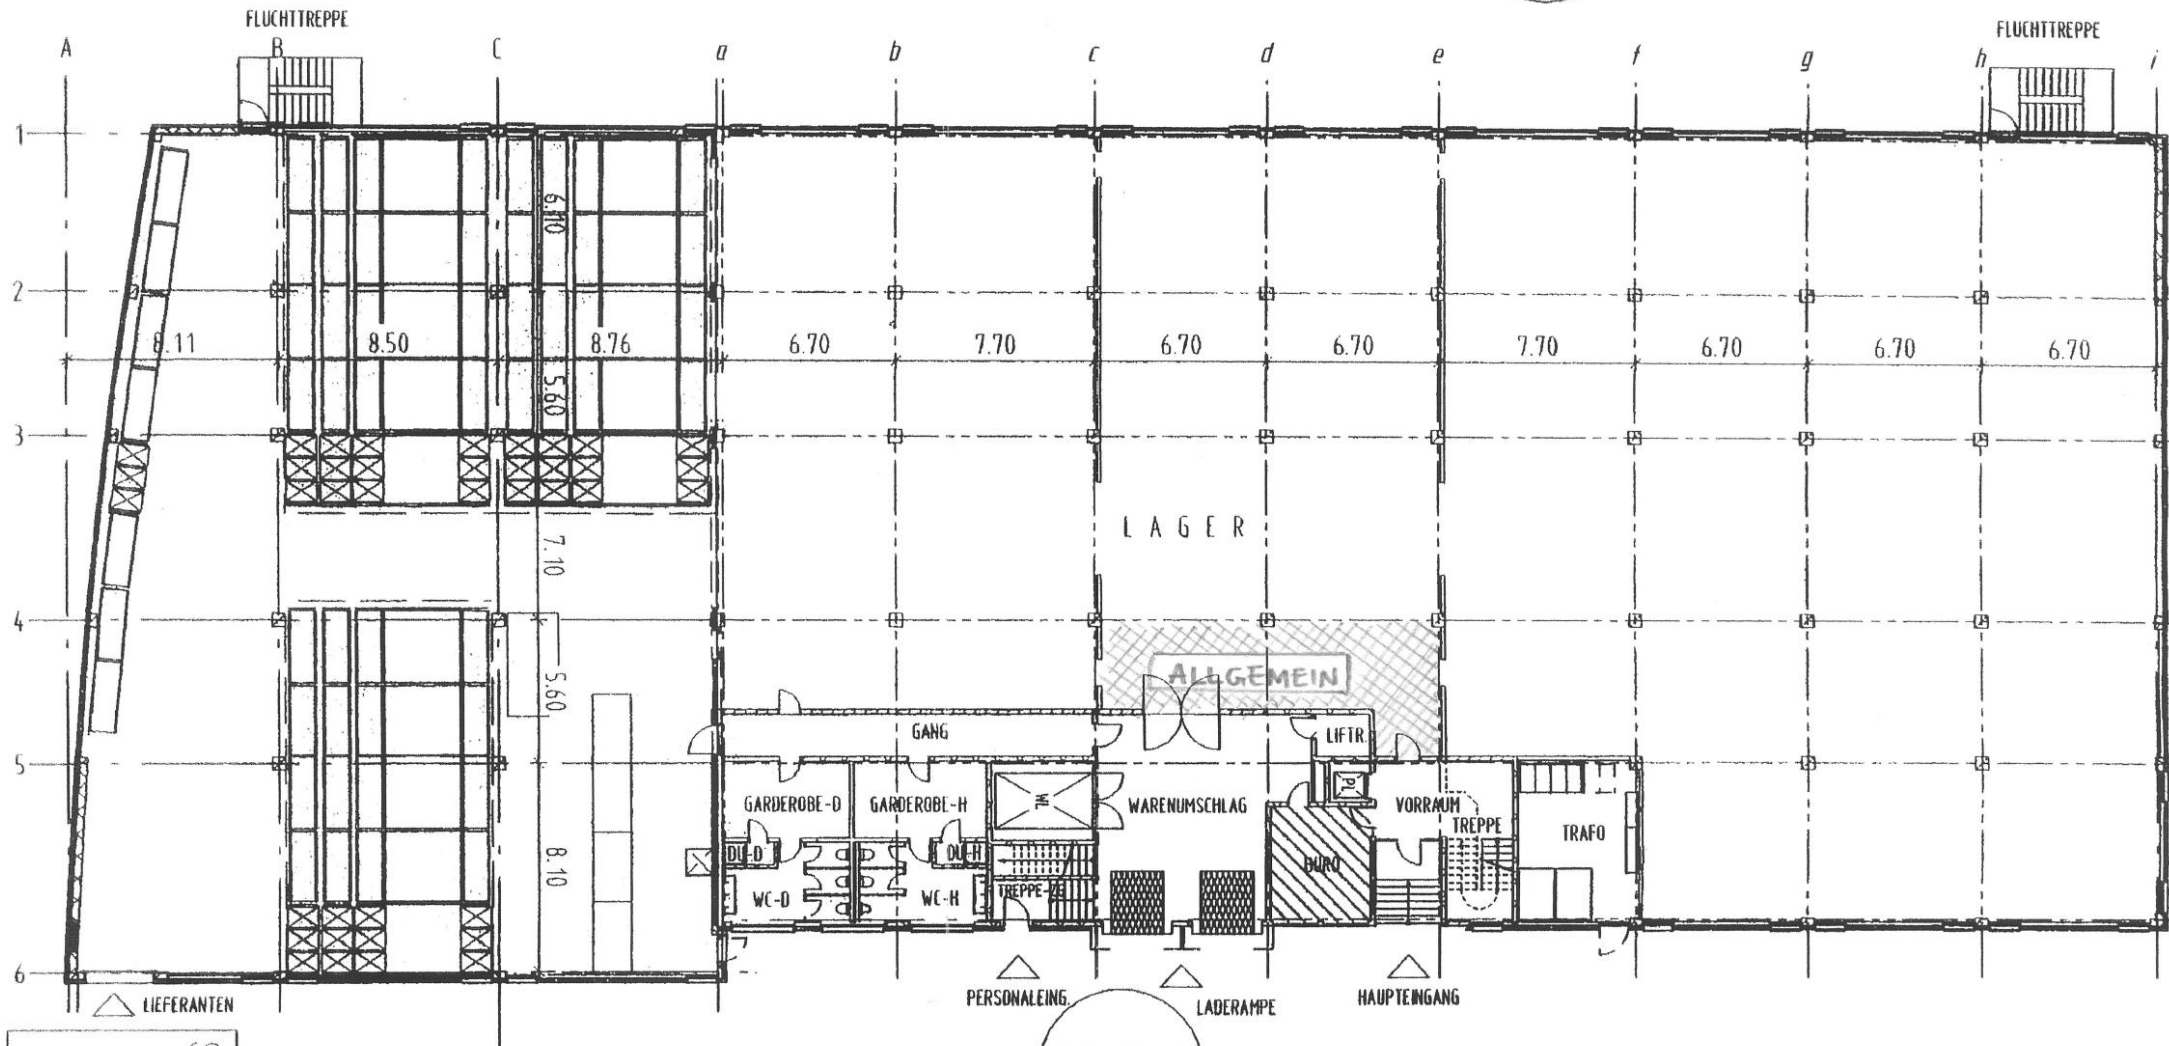 FLUCHTTREPPE
FLUCHTTREPPE
A B C a b c d e f g h i
1
2
8.11 8.50 8.76 6.70 7.70 6.70 6.70 7.70 6.70 6.70 6.70
6.10
5.60
3
LAGER
7.10
4
5.60
ALLGEMEIN
GANG
LIFTR.
5
GARDEROBE-D
GARDEROBE-H
WL
WARENUMSCHLAG
PL
VORRAUM
TREPPE
TRAFO
8.10
DU-D
DU-H
BÜRO
WC-D
WC-H
TREPPE-ZE
6
LIEFERANTEN
PERSONALEING.
LADERAMPE
HAUPTEINGANG